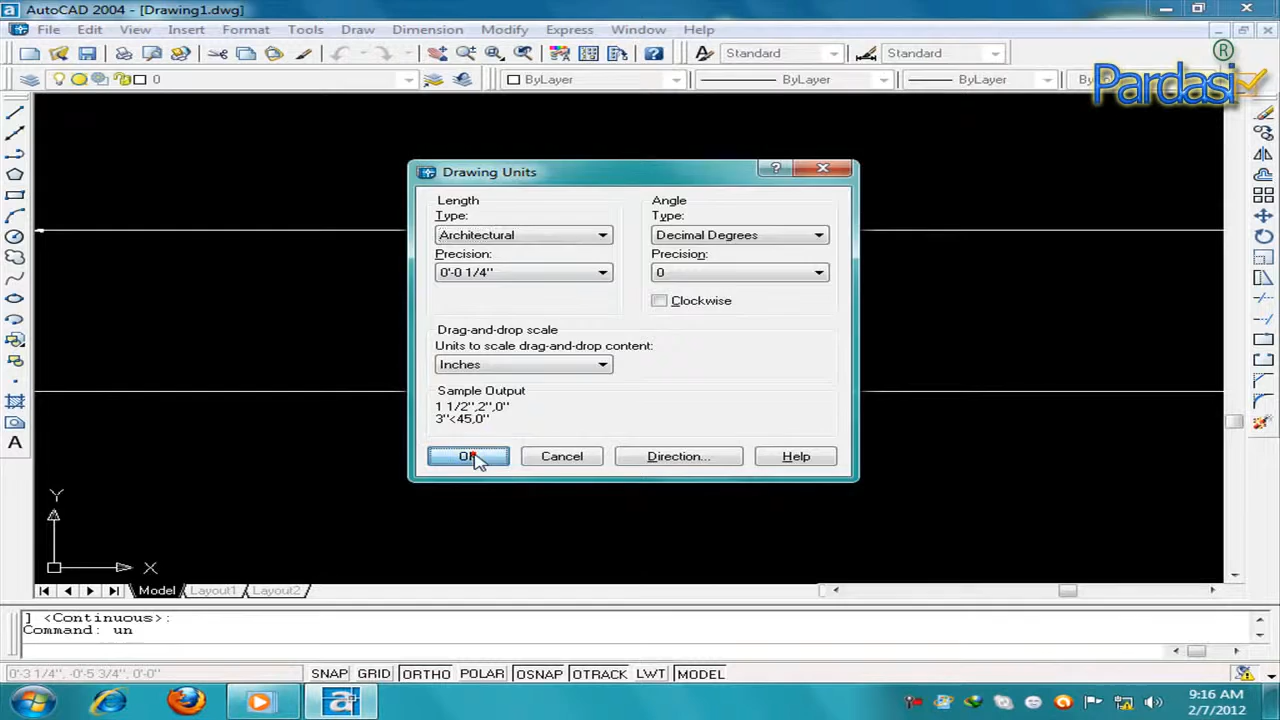 AutoCAD 2004 - [Drawing1.dwg]
File Edit View Insert Format Tools Draw Dimension Modify Express Window Help
Standard Standard
®
Pardasi
0 ByLayer ByLayer ByLayer
Drawing Units
Length Angle
Type: Type:
Architectural Decimal Degrees
Precision: Precision:
0'-0 1/4" 0
Clockwise
Drag-and-drop scale
Units to scale drag-and-drop content:
Inches
Sample Output
1 1/2",2",0"
3"<45,0"
OK Cancel Direction... Help
Y
X
Model Layout1 Layout2
] <Continuous>:
Command: un
0'-3 1/4", -0'-5 3/4", 0'-0" SNAP GRID ORTHO POLAR OSNAP OTRACK LWT MODEL
9:16 AM
2/7/2012